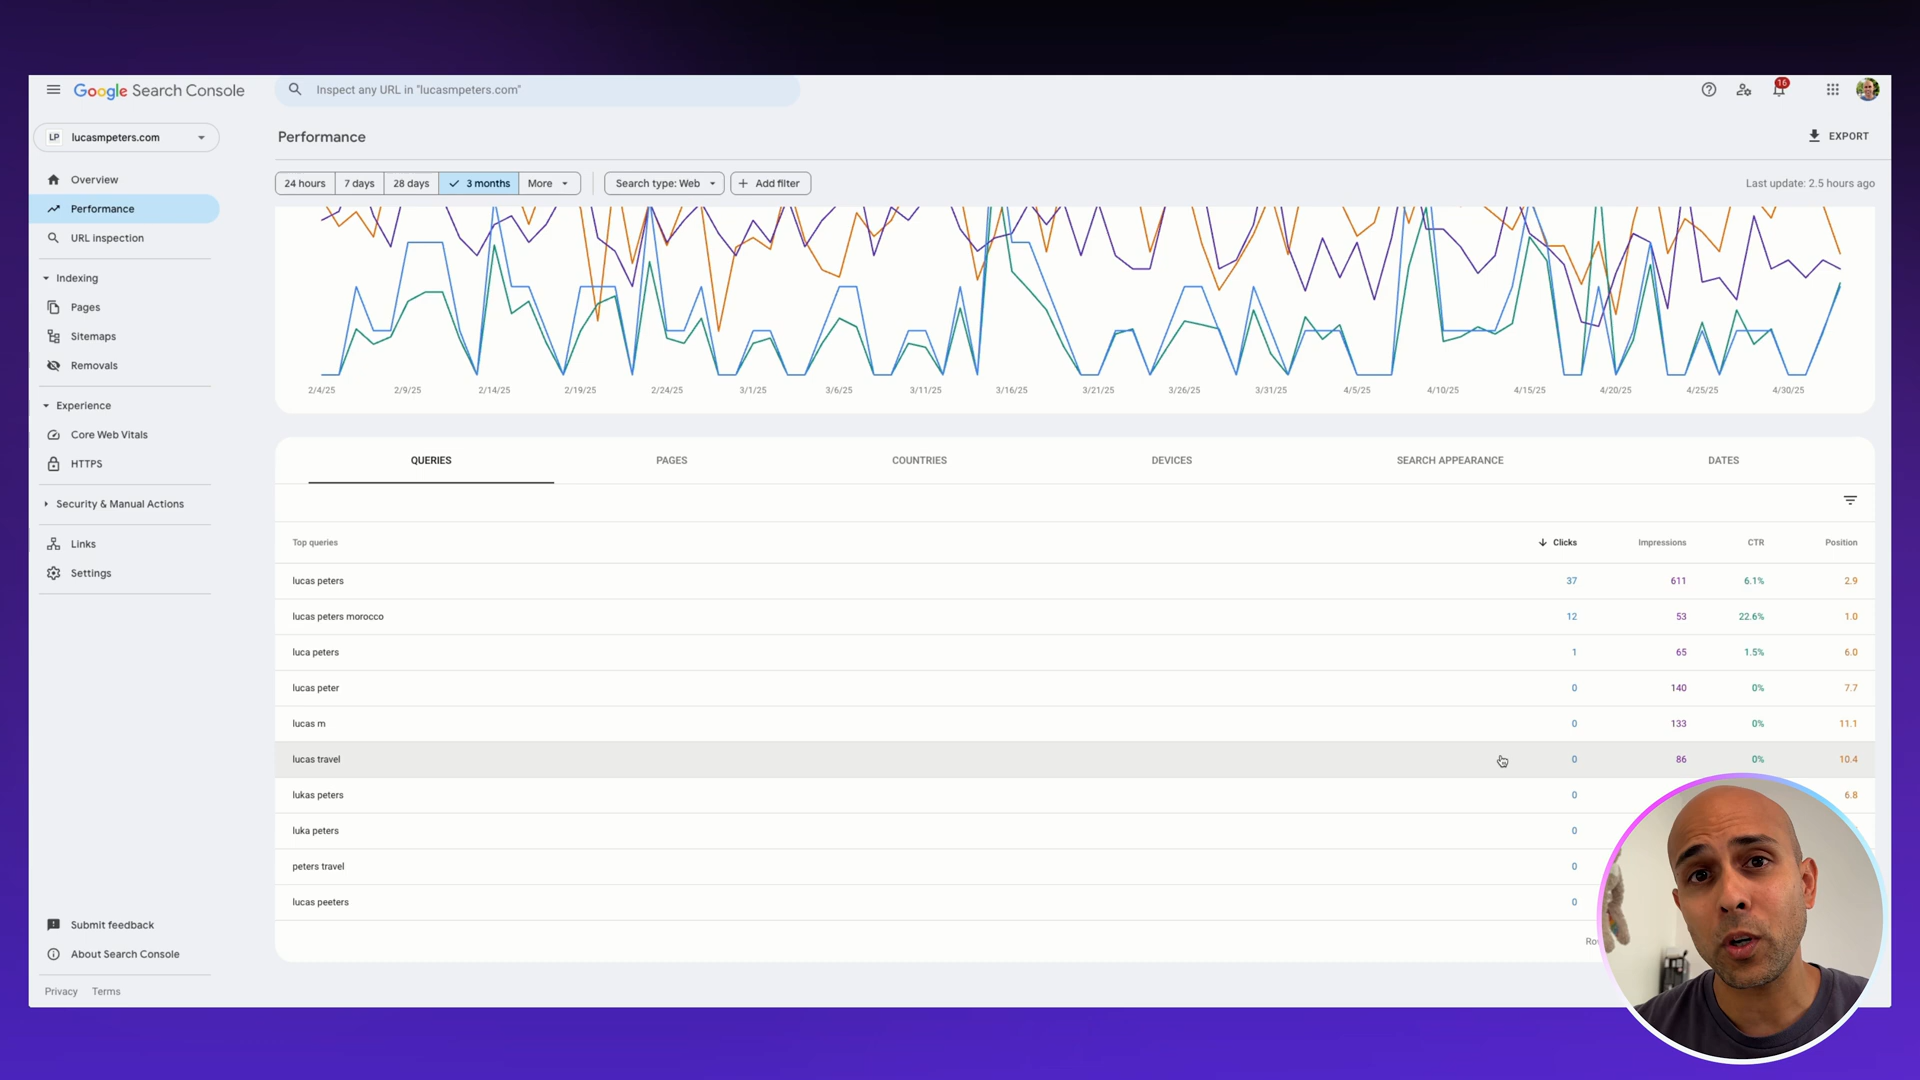 Google Search Console
Inspect any URL in "lucasmpeters.com"
16
LP lucasmpeters.com
Performance
EXPORT
24 hours
7 days
28 days
3 months
More
Search type: Web
Add filter
Last update: 2.5 hours ago
Overview
Performance
URL inspection
Indexing
Pages
Sitemaps
Removals
Experience
Core Web Vitals
HTTPS
Security & Manual Actions
Links
Settings
Submit feedback
About Search Console
Privacy Terms
2/4/25 2/9/25 2/14/25 2/19/25 2/24/25 3/1/25 3/6/25 3/11/25 3/16/25 3/21/25 3/26/25 3/31/25 4/5/25 4/10/25 4/15/25 4/20/25 4/25/25 4/30/25
QUERIES PAGES COUNTRIES DEVICES SEARCH APPEARANCE DATES
Top queries Clicks Impressions CTR Position
lucas peters 37 611 6.1% 2.9
lucas peters morocco 12 53 22.6% 1.0
luca peters 1 65 1.5% 6.0
lucas peter 0 140 0% 7.7
lucas m 0 133 0% 11.1
lucas travel 0 86 0% 10.4
lukas peters 0 6.8
luka peters 0
peters travel 0
lucas peeters 0